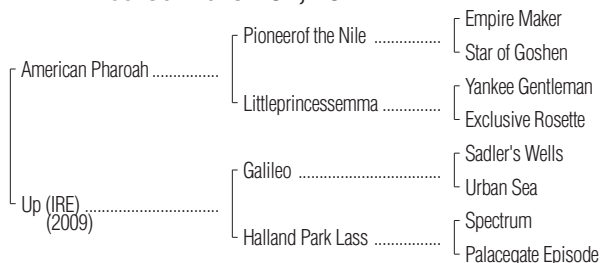 Empire Maker
Pioneerof the Nile ................
Star of Goshen
American Pharoah ................
Yankee Gentleman
Littleprincessemma ..............
Exclusive Rosette
Sadler's Wells
Galileo ..................................
Urban Sea
Up (IRE) ................................
(2009)
Spectrum
Halland Park Lass ................
Palacegate Episode